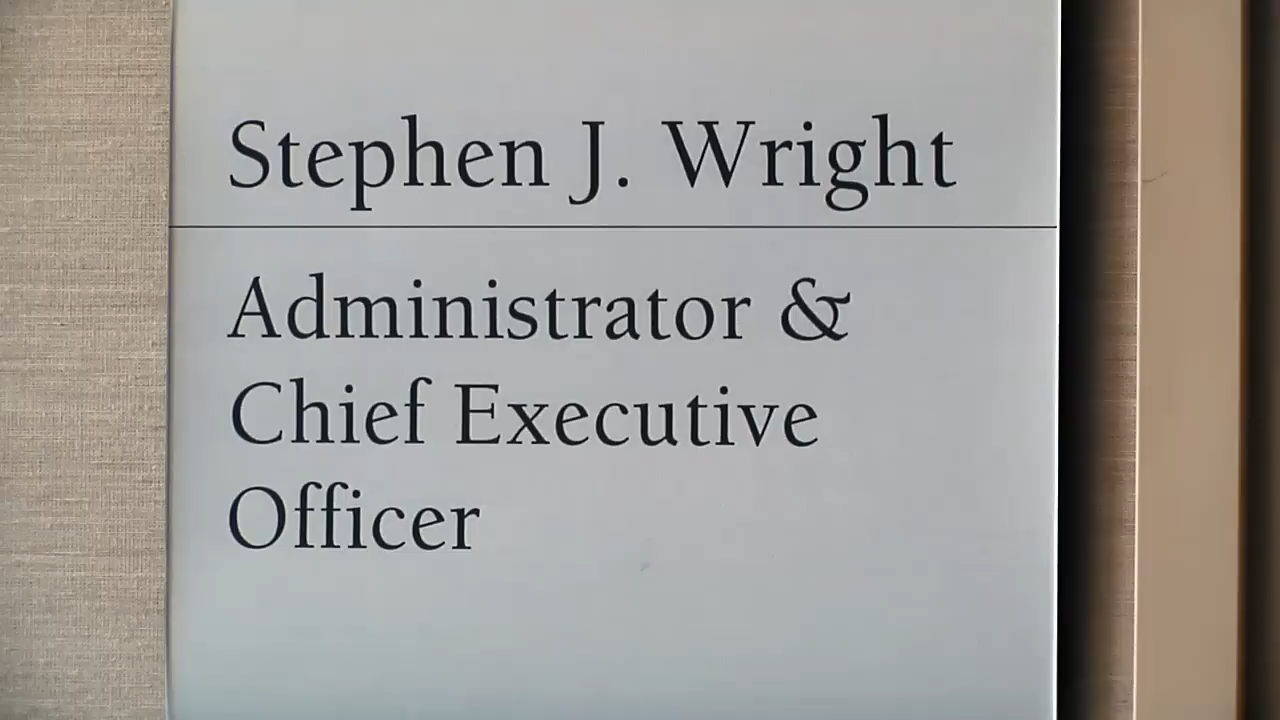 Stephen J. Wright
Administrator &
Chief Executive
Officer